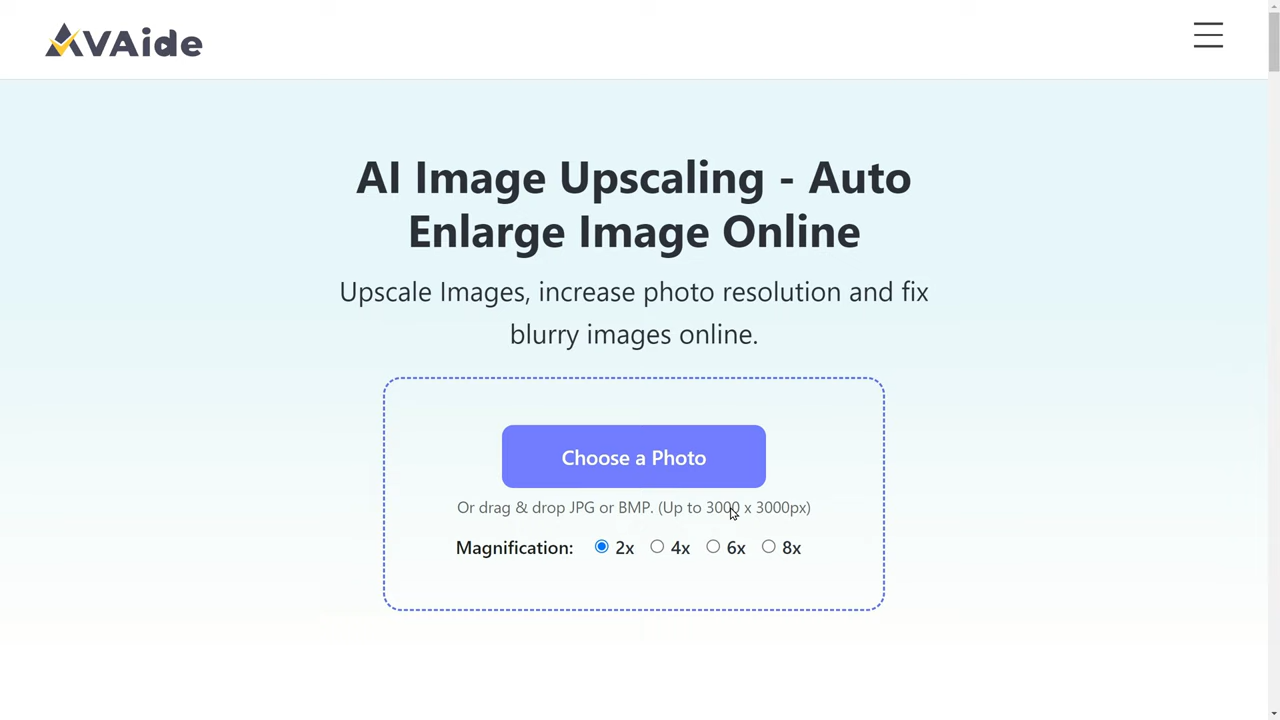 AVAide
AI Image Upscaling - Auto
Enlarge Image Online
Upscale Images, increase photo resolution and fix
blurry images online.
Choose a Photo
Or drag & drop JPG or BMP. (Up to 3000 x 3000px)
Magnification: 2x 4x 6x 8x